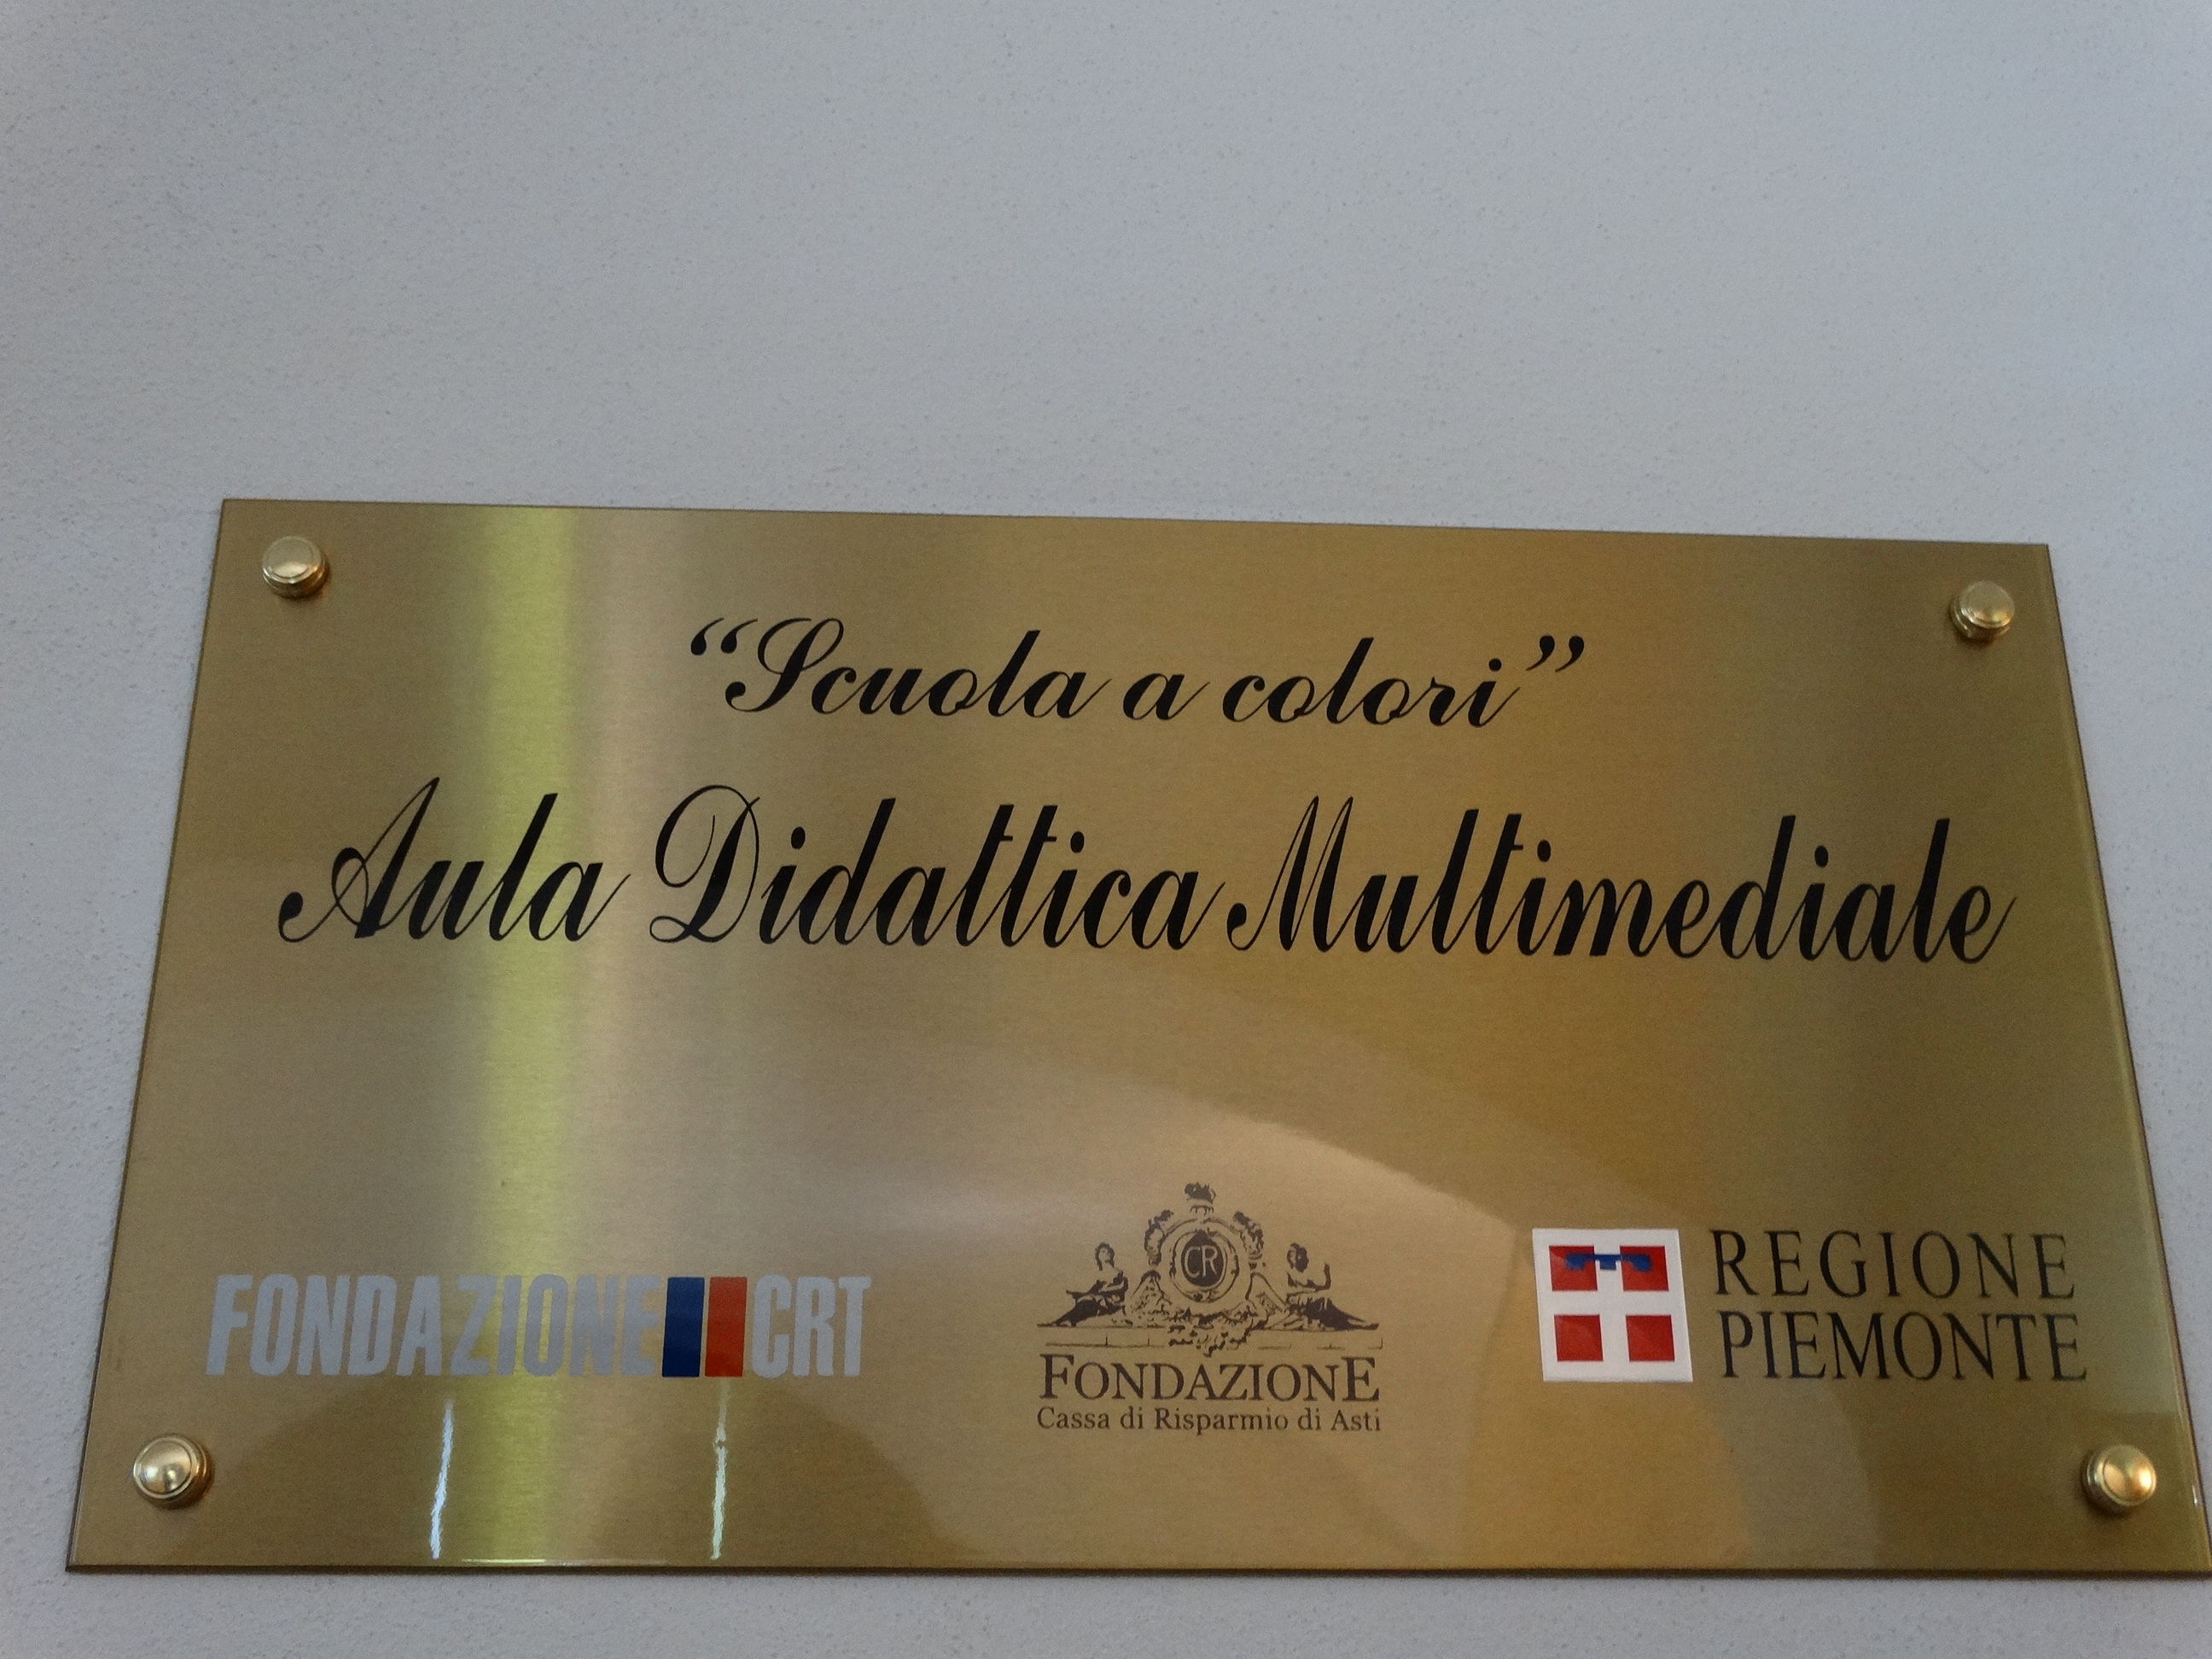 “Scuola a colori”
Aula Didattica Multimediale
FONDAZIONE CRT
CR
FONDAZIONE
Cassa di Risparmio di Asti
REGIONE
PIEMONTE